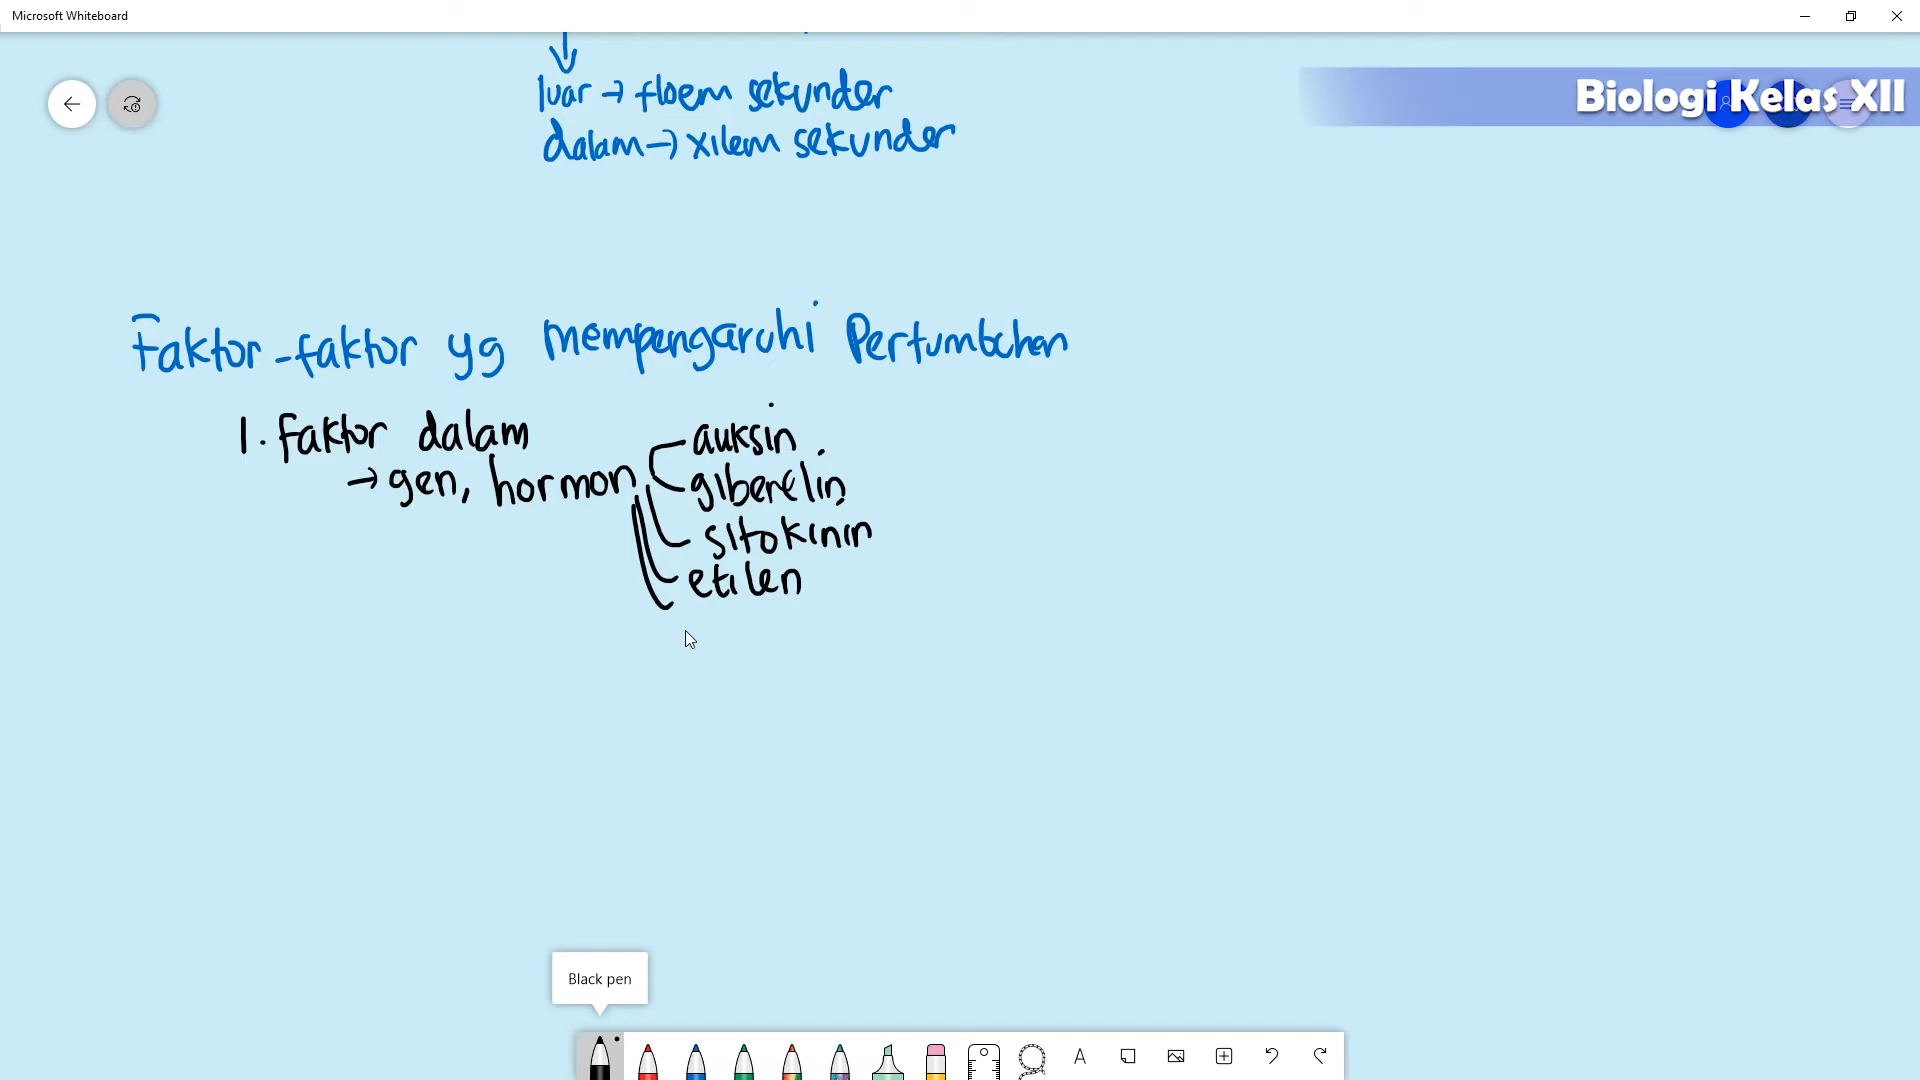 Microsoft Whiteboard
luar → floem sekunder
dalam → xilem sekunder
Biologi Kelas XII
Faktor-faktor yg mempengaruhi Pertumbuhan
1. Faktor dalam
→ gen, hormon
auksin
giberelin
sitokinin
etilen
Black pen